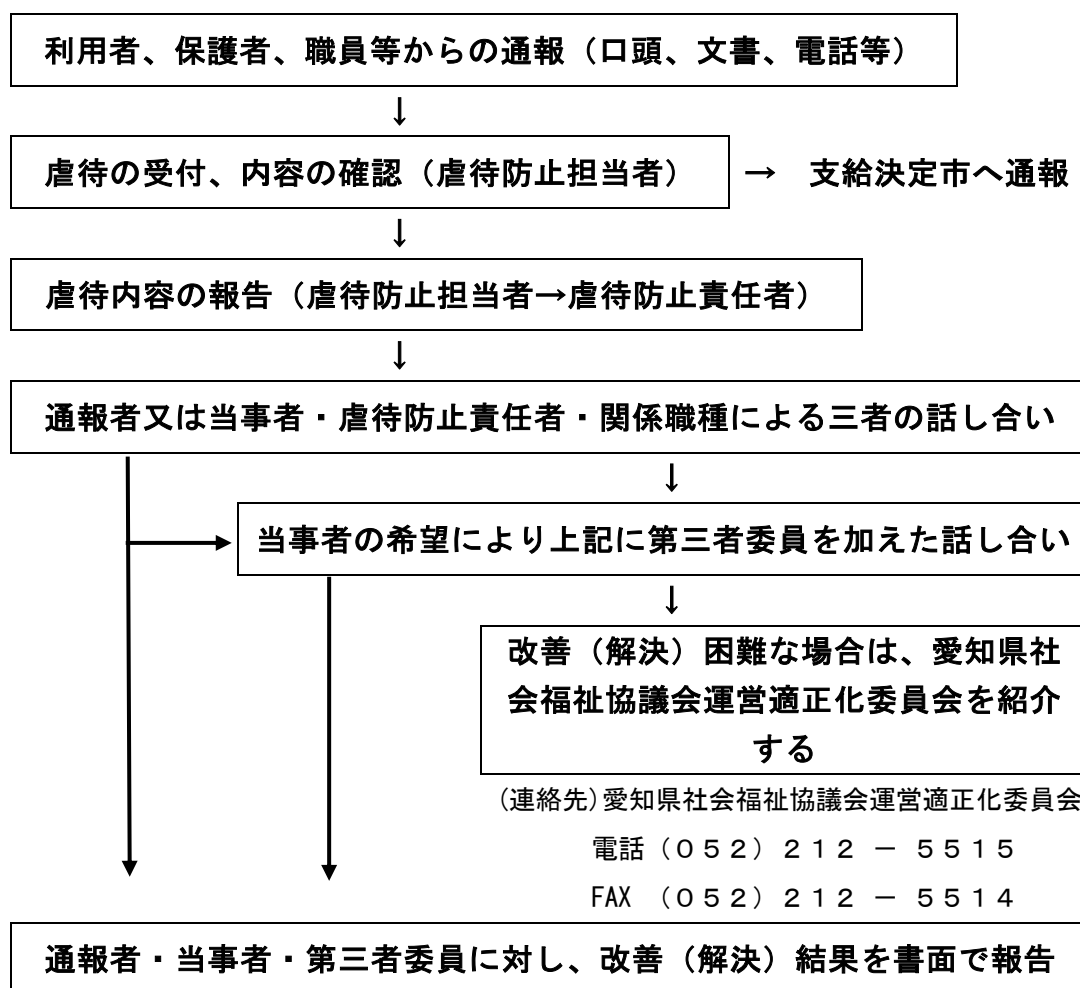 利用者、保護者、職員等からの通報（口頭、文書、電話等）
↓
虐待の受付、内容の確認（虐待防止担当者） → 支給決定市へ通報
↓
虐待内容の報告（虐待防止担当者→虐待防止責任者）
↓
通報者又は当事者・虐待防止責任者・関係職種による三者の話し合い
↓
当事者の希望により上記に第三者委員を加えた話し合い
↓
改善（解決）困難な場合は、愛知県社
会福祉協議会運営適正化委員会を紹介
する
(連絡先)愛知県社会福祉協議会運営適正化委員会
電話（０５２）２１２ － ５５１５
FAX （０５２）２１２ － ５５１４
通報者・当事者・第三者委員に対し、改善（解決）結果を書面で報告